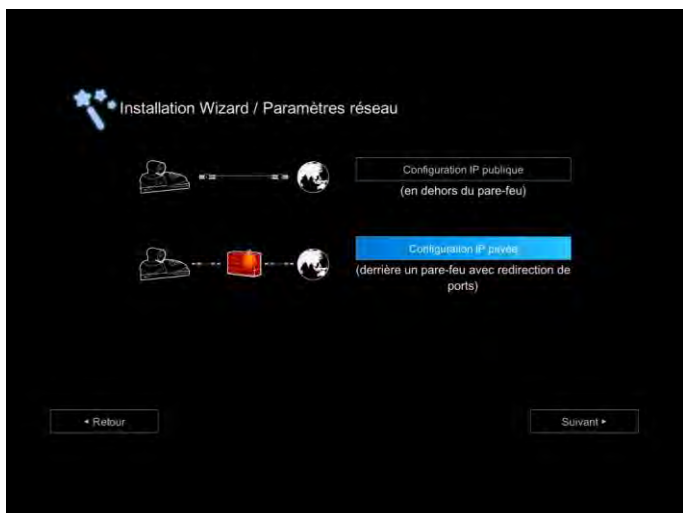 Installation Wizard / Paramètres réseau
Configuration IP publique
(en dehors du pare-feu)
Configuration IP privée
(derrière un pare-feu avec redirection de
ports)
◂ Retour
Suivant ▸